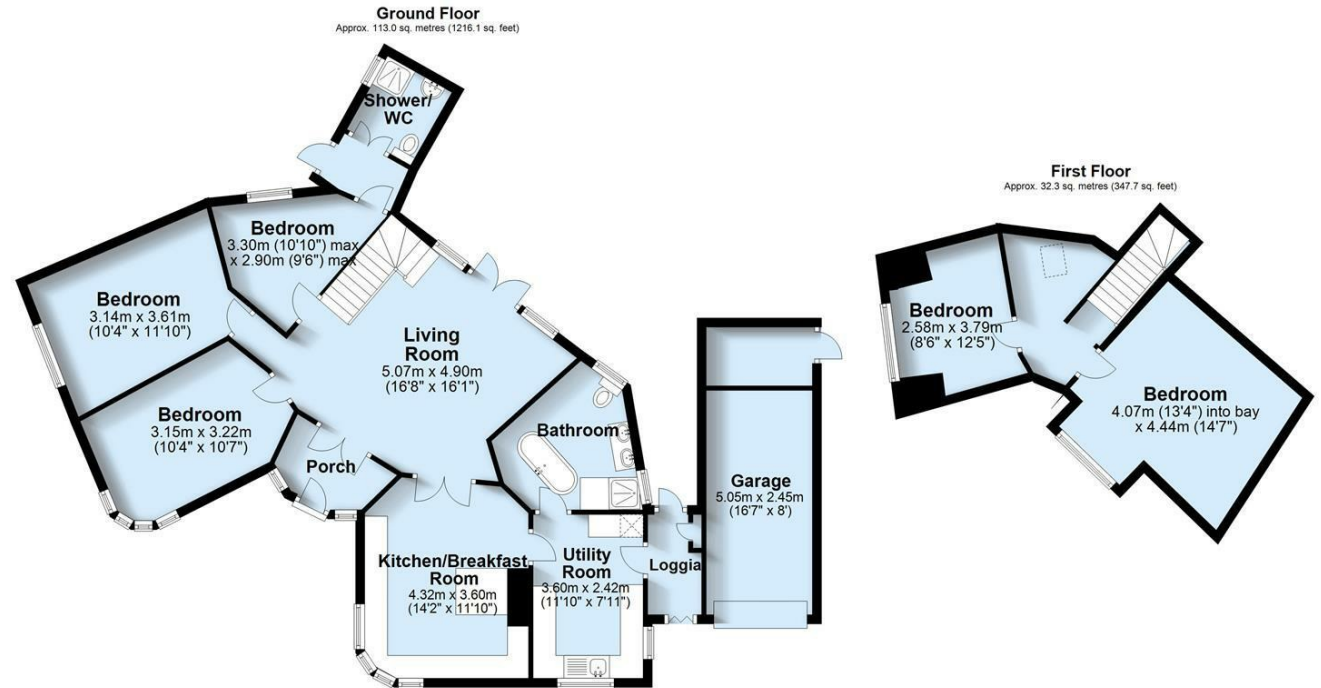 Ground Floor
Approx. 113.0 sq. metres (1216.1 sq. feet)
Shower/
WC
Bedroom
3.30m (10'10") max
x 2.90m (9'6") max
Bedroom
3.14m x 3.61m
(10'4" x 11'10")
Living
Room
5.07m x 4.90m
(16'8" x 16'1")
Bedroom
3.15m x 3.22m
(10'4" x 10'7")
Porch
Bathroom
Garage
5.05m x 2.45m
(16'7" x 8')
Kitchen/Breakfast
Room
4.32m x 3.60m
(14'2" x 11'10")
Utility
Room
3.60m x 2.42m
(11'10" x 7'11")
Loggia
First Floor
Approx. 32.3 sq. metres (347.7 sq. feet)
Bedroom
2.58m x 3.79m
(8'6" x 12'5")
Bedroom
4.07m (13'4") into bay
x 4.44m (14'7")